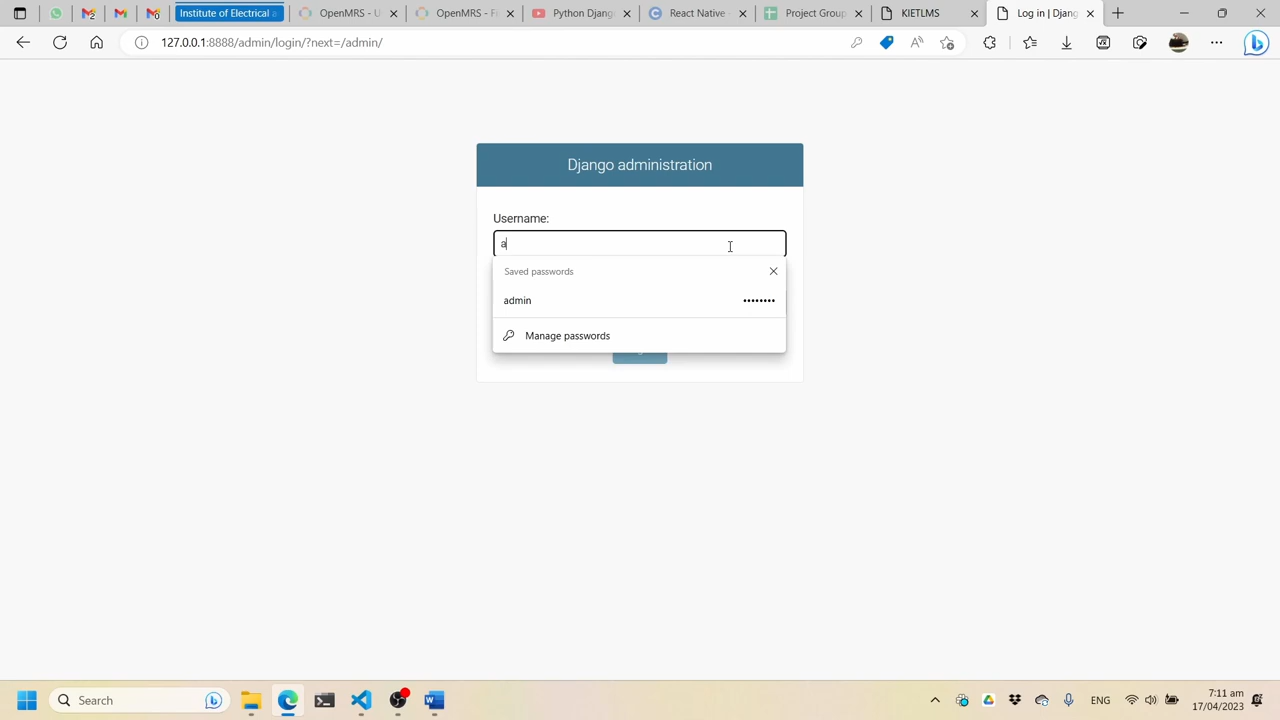 Institute of Electrical a
OpenMRS - U
OpenMRS - F
Python Djang
React Native -
Project Group
Log in | Djang
127.0.0.1:8888/admin/login/?next=/admin/
Django administration
Username:
a
Saved passwords
admin
••••••••
Manage passwords
Search
ENG
7:11 am
17/04/2023